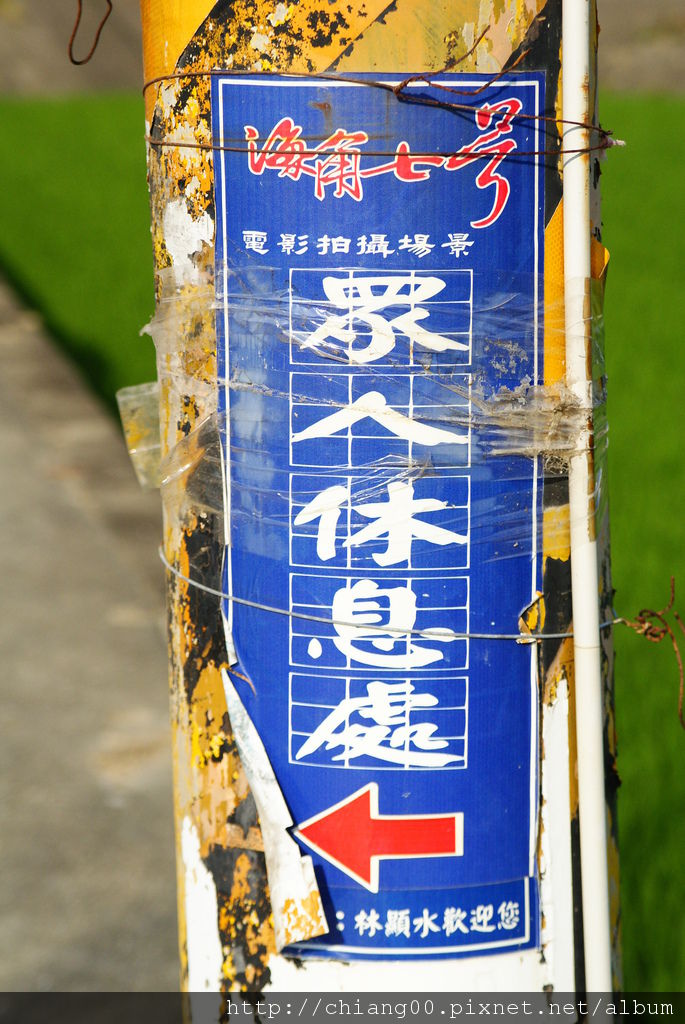 海角七号
電影拍攝場景
眾人休息處
：林顯水歡迎您
http://chiang00.pixnet.net/album